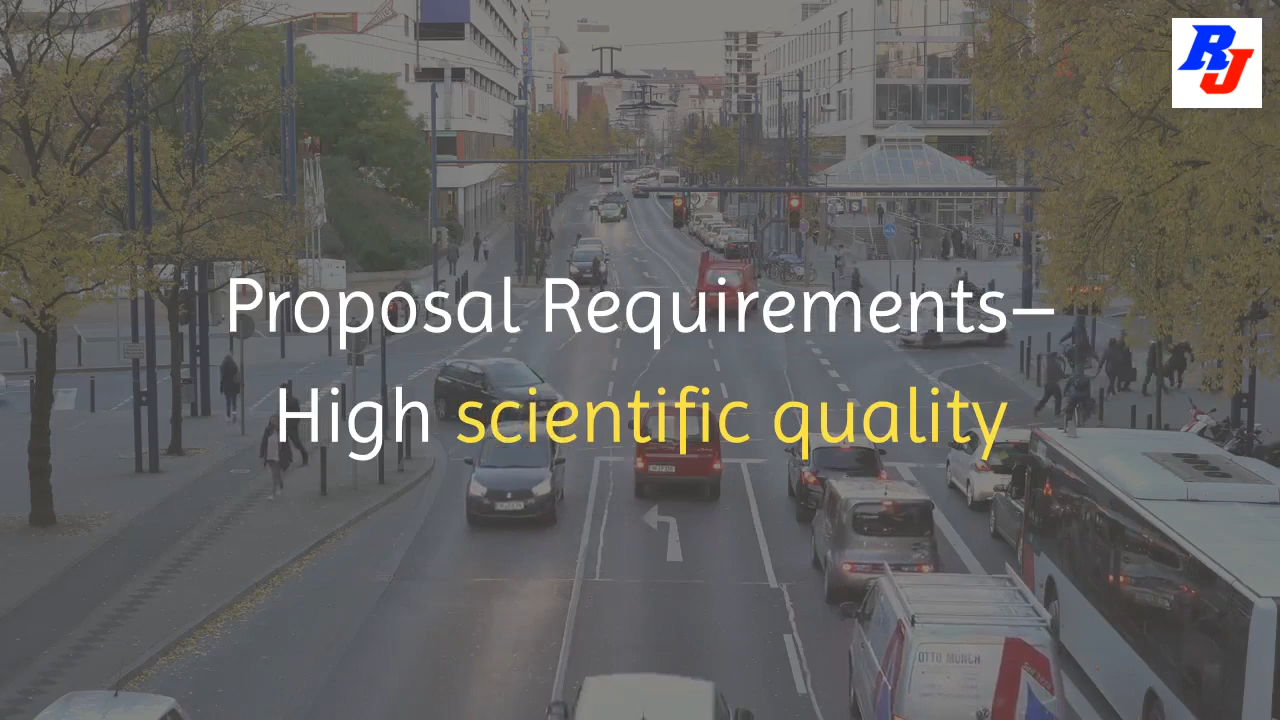 RJ
Proposal Requirements–
High scientific quality
OTTO MUNCH